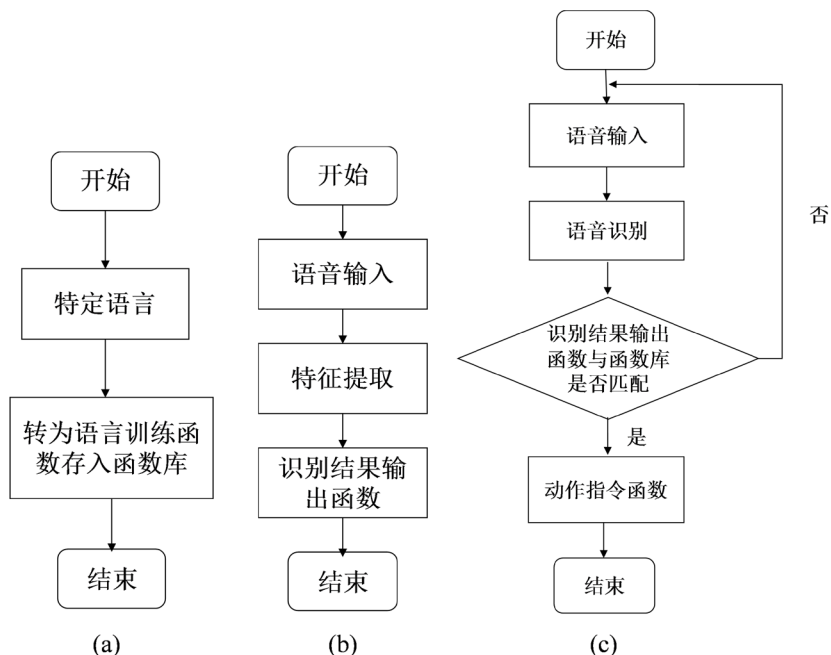 开始
特定语言
转为语言训练函
数存入函数库
结束
(a)
开始
语音输入
特征提取
识别结果输
出函数
结束
(b)
开始
语音输入
语音识别
识别结果输出
函数与函数库
是否匹配
否
是
动作指令函数
结束
(c)